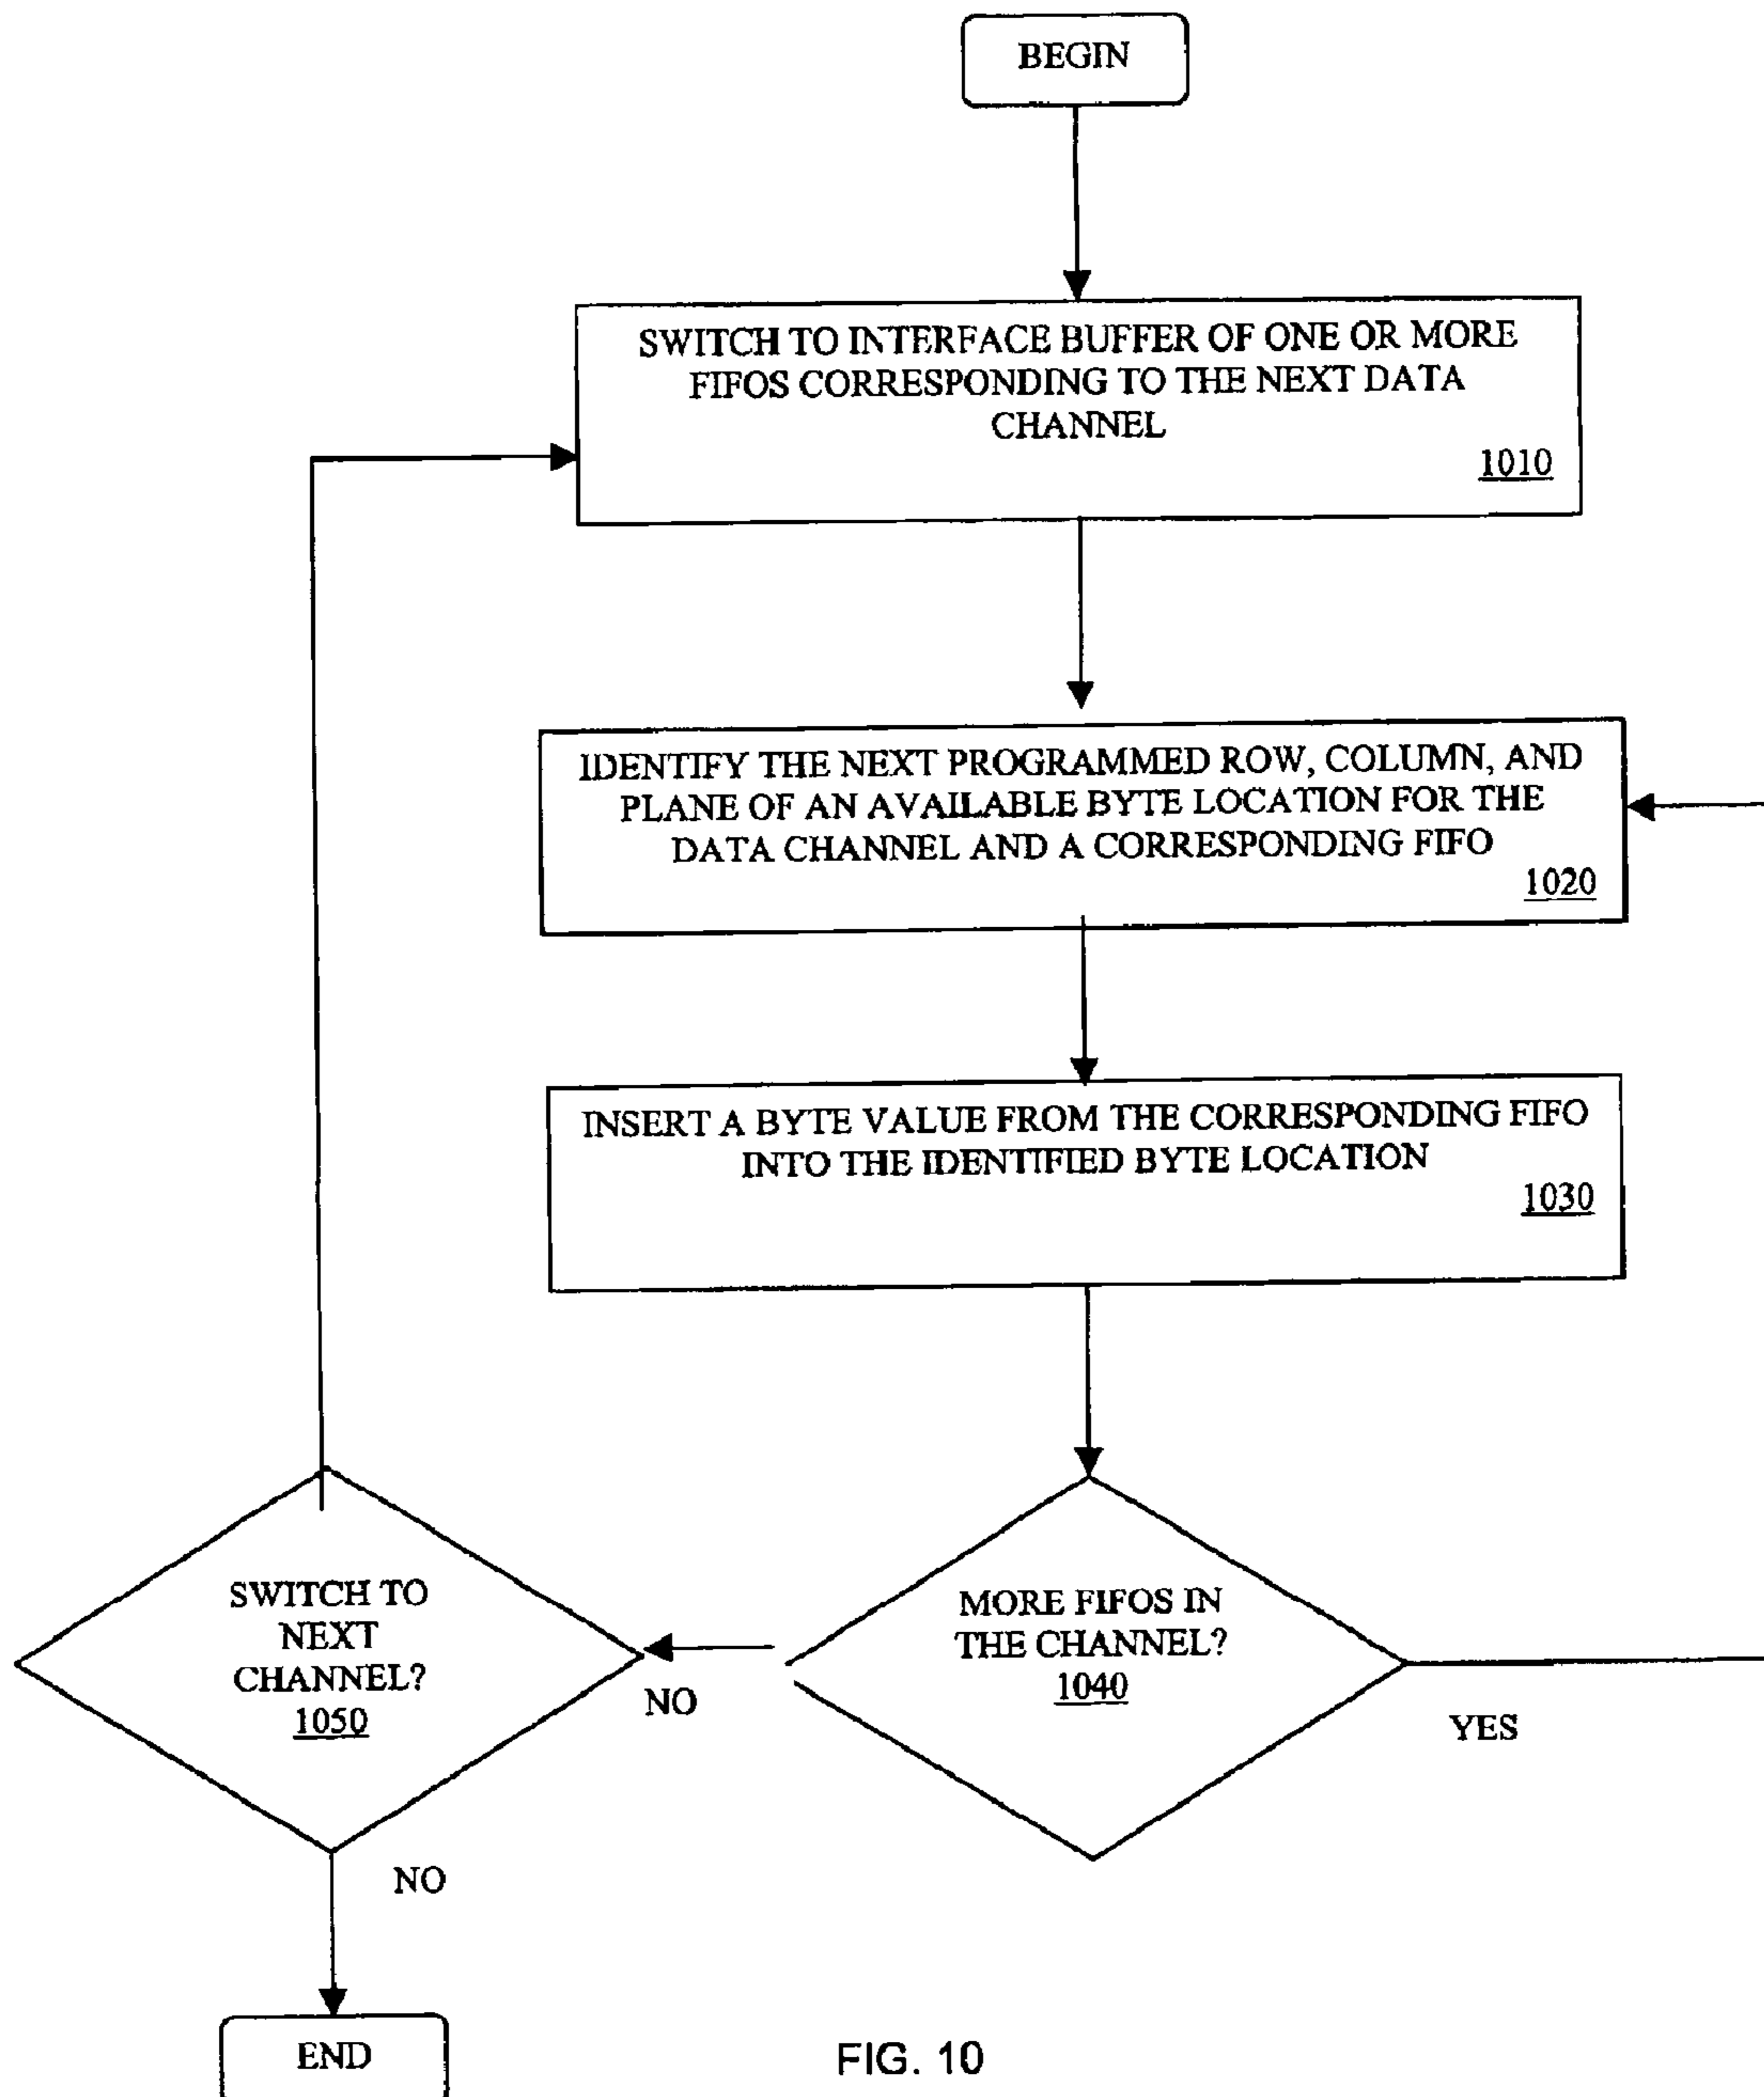 BEGIN
SWITCH TO INTERFACE BUFFER OF ONE OR MORE
FIFOS CORRESPONDING TO THE NEXT DATA
CHANNEL
1010
IDENTIFY THE NEXT PROGRAMMED ROW, COLUMN, AND
PLANE OF AN AVAILABLE BYTE LOCATION FOR THE
DATA CHANNEL AND A CORRESPONDING FIFO
1020
INSERT A BYTE VALUE FROM THE CORRESPONDING FIFO
INTO THE IDENTIFIED BYTE LOCATION
1030
MORE FIFOS IN
THE CHANNEL?
1040
YES
NO
SWITCH TO
NEXT
CHANNEL?
1050
NO
END
FIG. 10